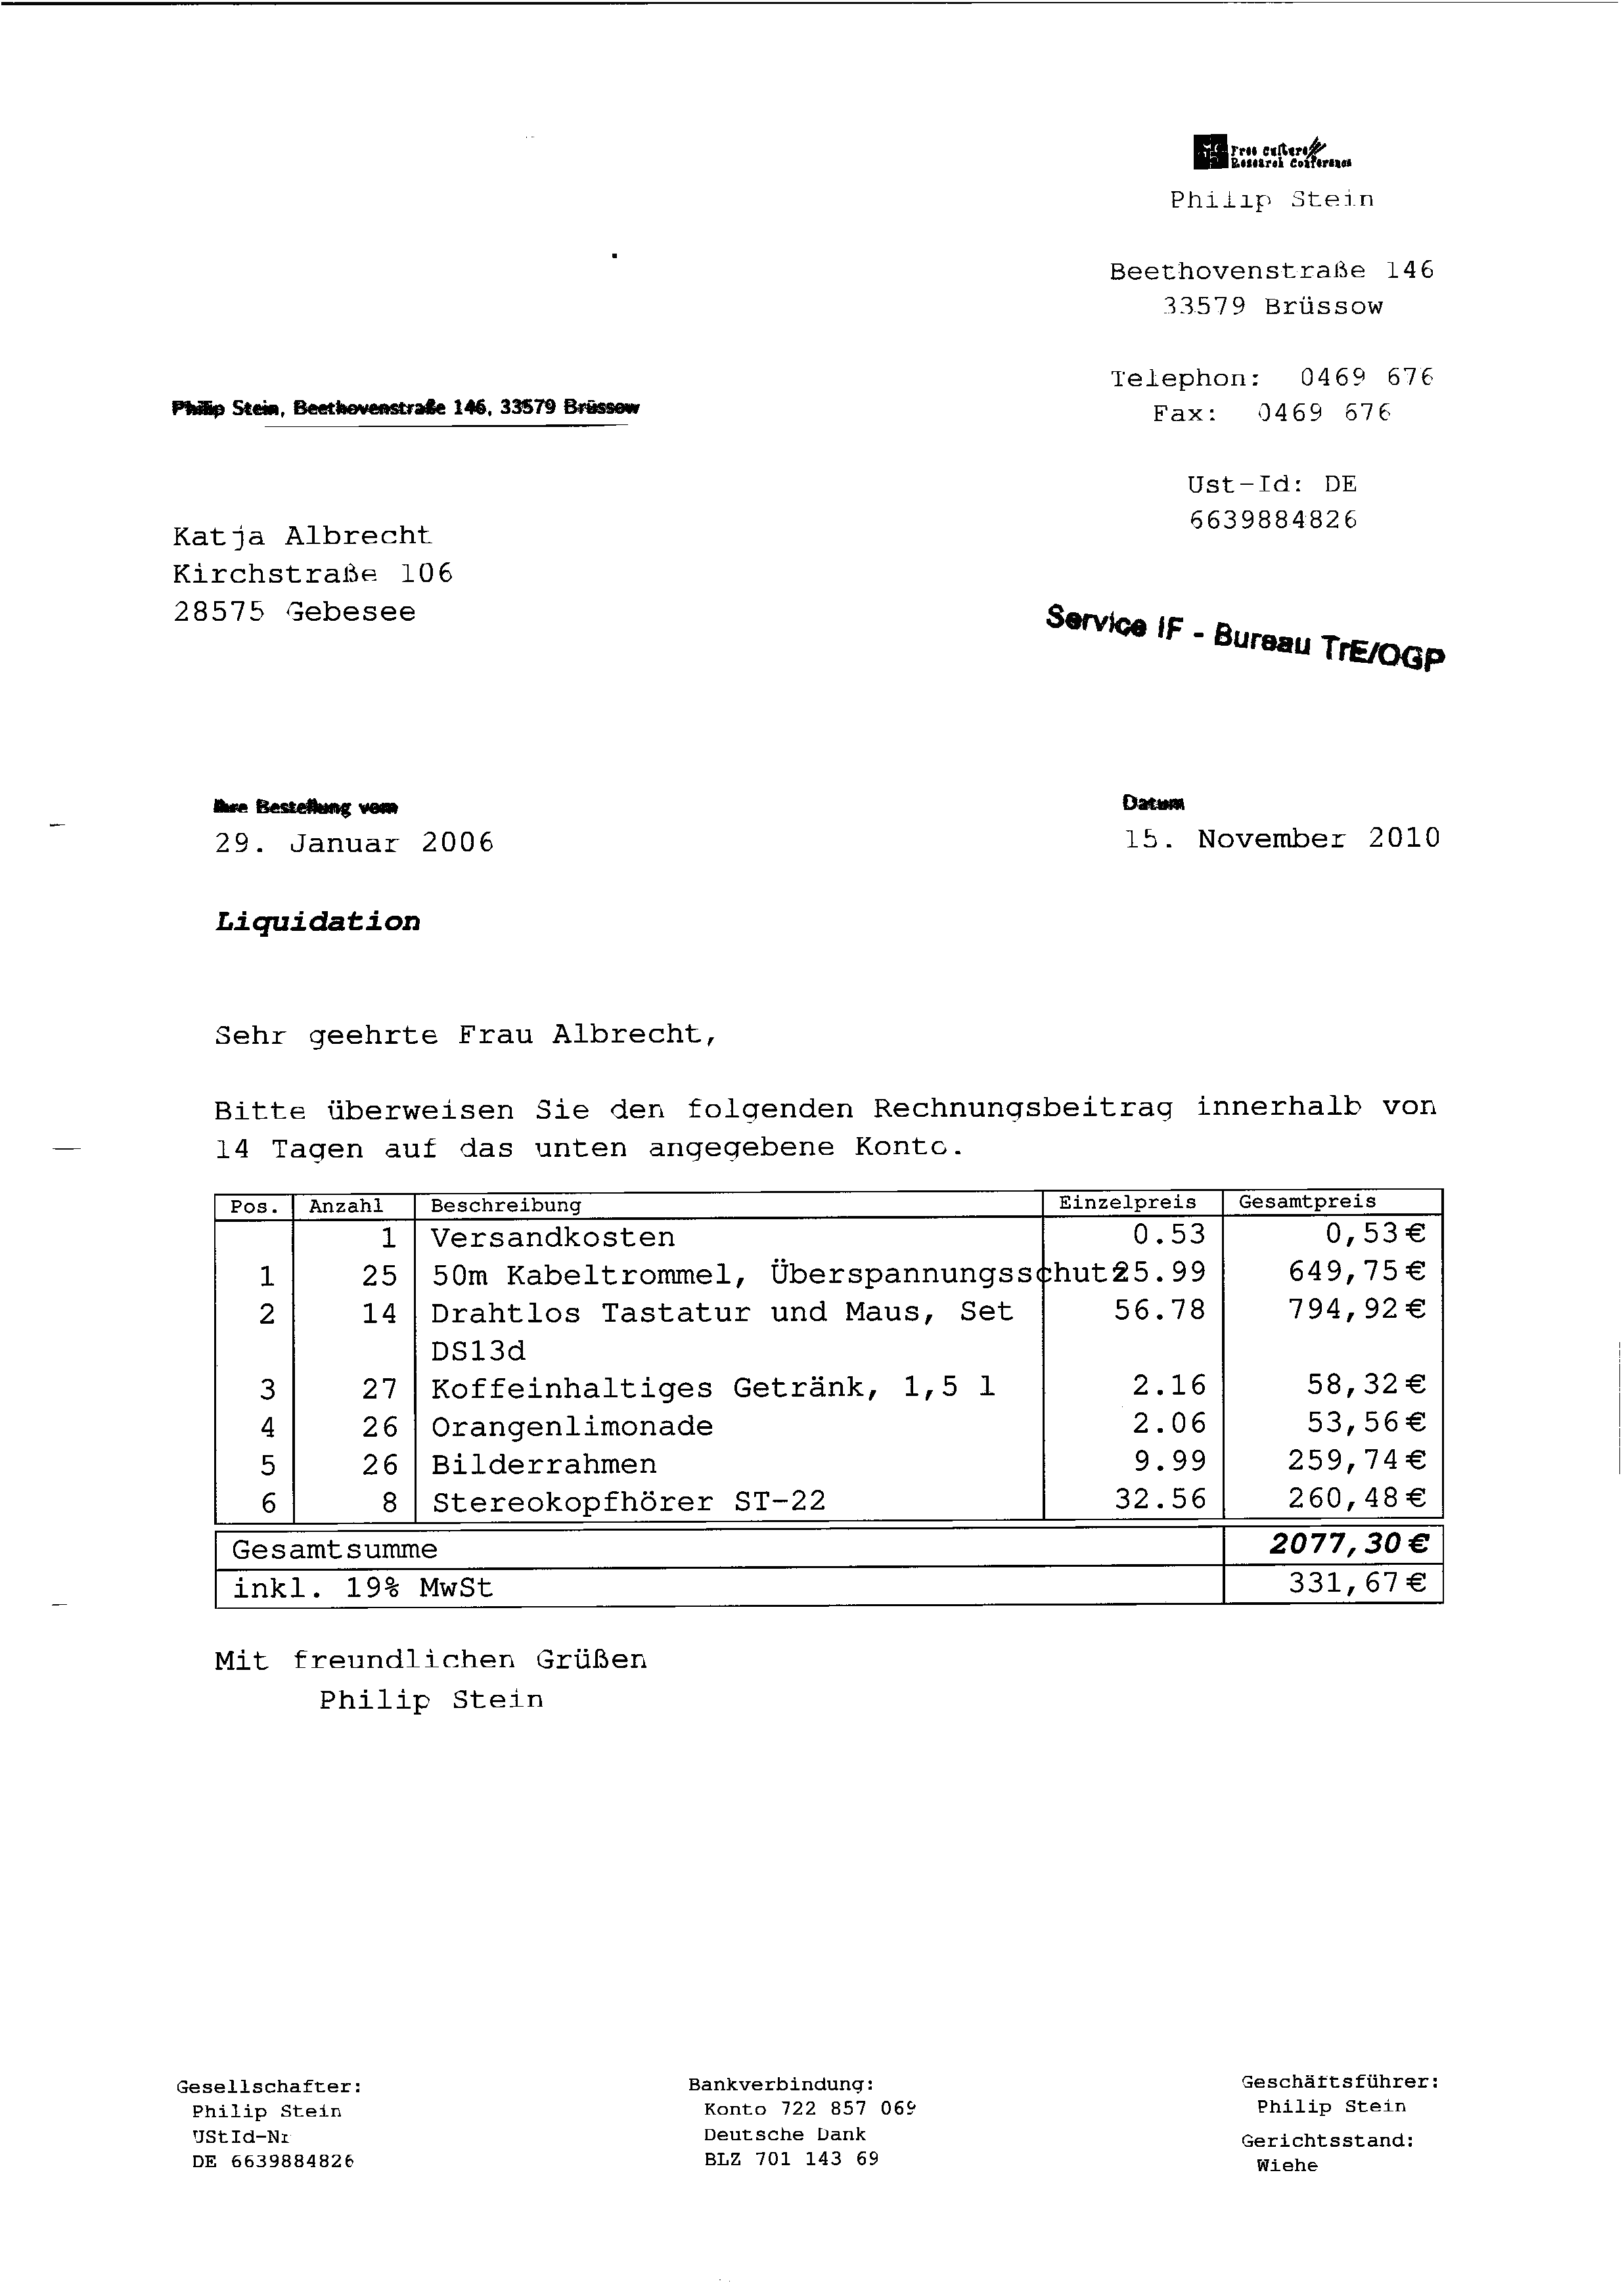 Free Culture
Research Conference
Philip Stein
Beethovenstraße 146
33579 Brüssow
Telephon: 0469 676
Fax: 0469 676
Ust-Id: DE
6639884826
Philip Stein, Beethovenstraße 146, 33579 Brüssow
Katja Albrecht
Kirchstraße 106
28575 Gebesee
Service IF - Bureau TrE/OGP
Ihre Bestellung vom
29. Januar 2006
Datum
15. November 2010
Liquidation
Sehr geehrte Frau Albrecht,
Bitte überweisen Sie den folgenden Rechnungsbeitrag innerhalb von
14 Tagen auf das unten angegebene Konto.
Pos. Anzahl Beschreibung Einzelpreis Gesamtpreis
1 Versandkosten 0.53 0,53€
1 25 50m Kabeltrommel, Überspannungsschutz 25.99 649,75€
2 14 Drahtlos Tastatur und Maus, Set 56.78 794,92€
DS13d
3 27 Koffeinhaltiges Getränk, 1,5 l 2.16 58,32€
4 26 Orangenlimonade 2.06 53,56€
5 26 Bilderrahmen 9.99 259,74€
6 8 Stereokopfhörer ST-22 32.56 260,48€
Gesamtsumme 2077,30€
inkl. 19% MwSt 331,67€
Mit freundlichen Grüßen
Philip Stein
Gesellschafter:
Philip Stein
UStId-Nr
DE 6639884826
Bankverbindung:
Konto 722 857 069
Deutsche Bank
BLZ 701 143 69
Geschäftsführer:
Philip Stein
Gerichtsstand:
Wiehe